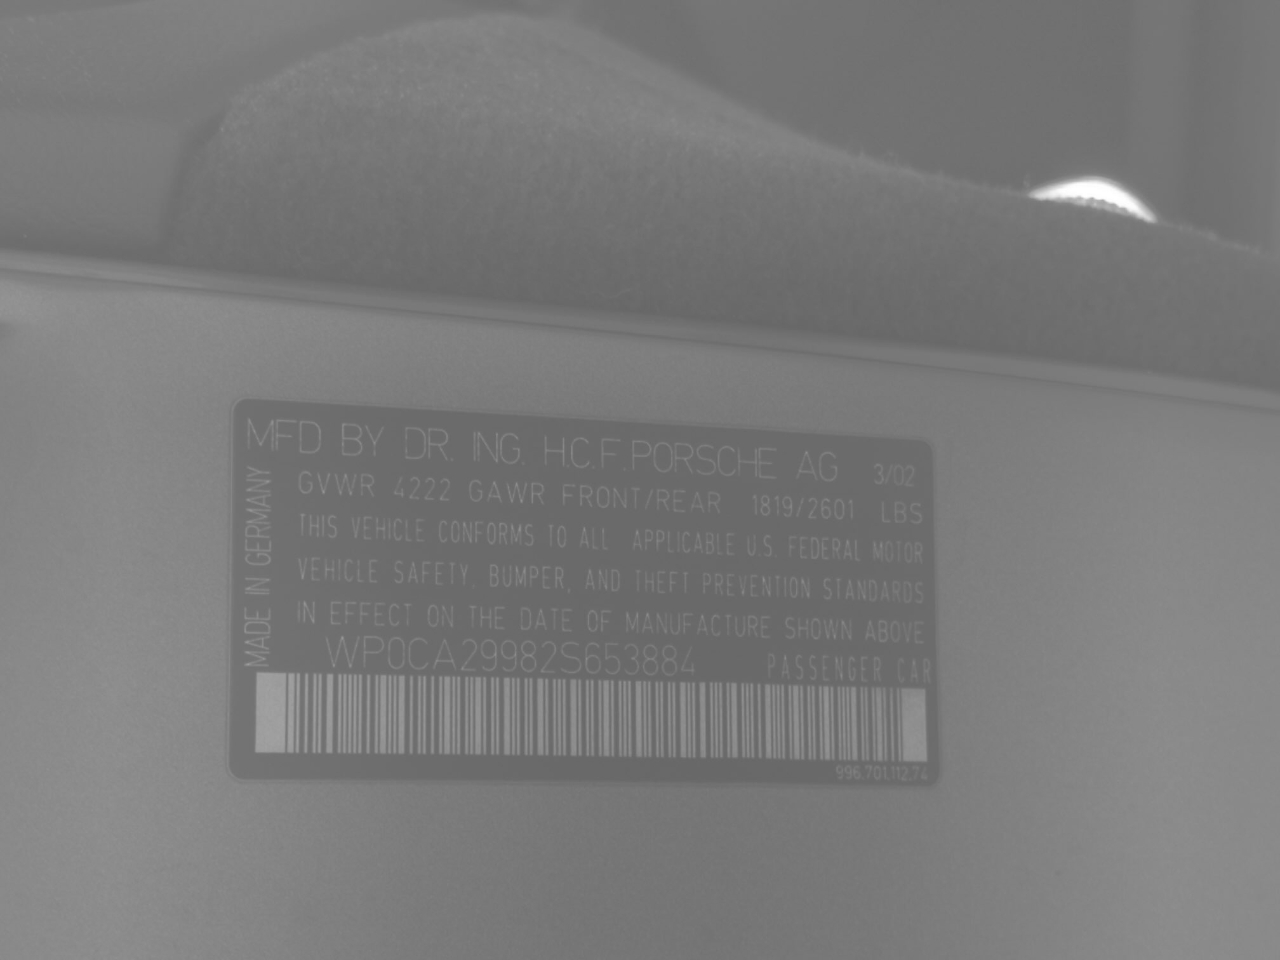 MFD BY DR. ING. H.C.F. PORSCHE AG 3/02
GVWR 4222 GAWR FRONT/REAR 1819/2601 LBS
THIS VEHICLE CONFORMS TO ALL APPLICABLE U.S. FEDERAL MOTOR
VEHICLE SAFETY, BUMPER, AND THEFT PREVENTION STANDARDS
IN EFFECT ON THE DATE OF MANUFACTURE SHOWN ABOVE
WP0CA29982S653884 PASSENGER CAR
MADE IN GERMANY
996.701.112.74